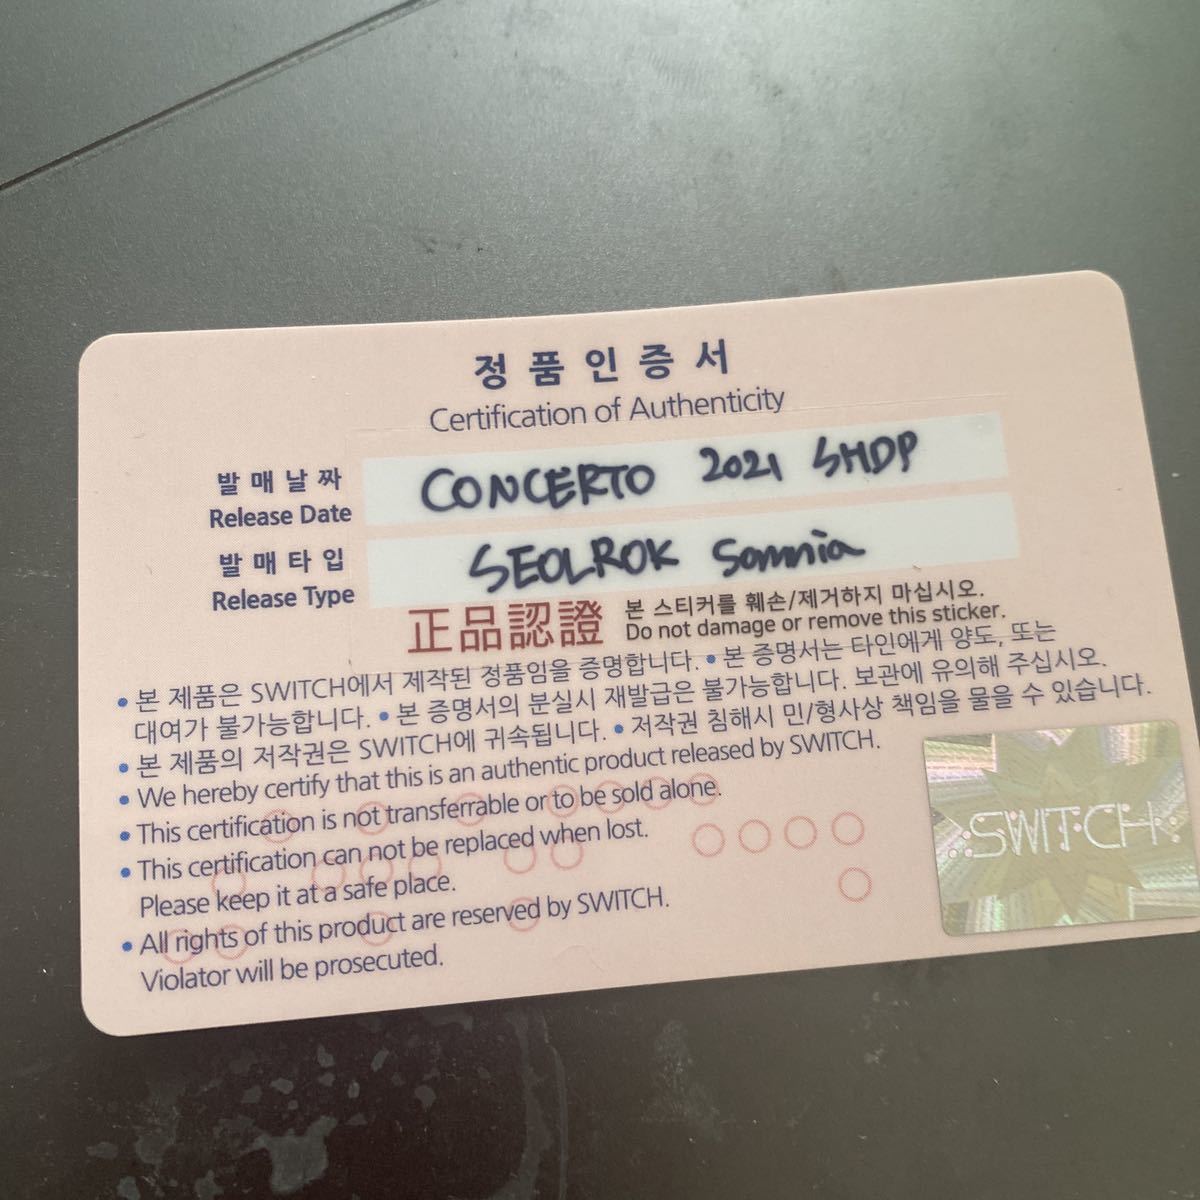 정품인증서
Certification of Authenticity
발매날짜
Release Date
CONCERTO 2021 SHDP
발매타입
Release Type
SEOLROK Somnia
正品認證
본 스티커를 훼손/제거하지 마십시오.
Do not damage or remove this sticker.
• 본 제품은 SWITCH에서 제작된 정품임을 증명합니다. • 본 증명서는 타인에게 양도, 또는
대여가 불가능합니다. • 본 증명서의 분실시 재발급은 불가능합니다. 보관에 유의해 주십시오.
• 본 제품의 저작권은 SWITCH에 귀속됩니다. • 저작권 침해시 민/형사상 책임을 물을 수 있습니다.
• We hereby certify that this is an authentic product released by SWITCH.
• This certification is not transferrable or to be sold alone.
• This certification can not be replaced when lost.
Please keep it at a safe place.
• All rights of this product are reserved by SWITCH.
Violator will be prosecuted.
SWITCH